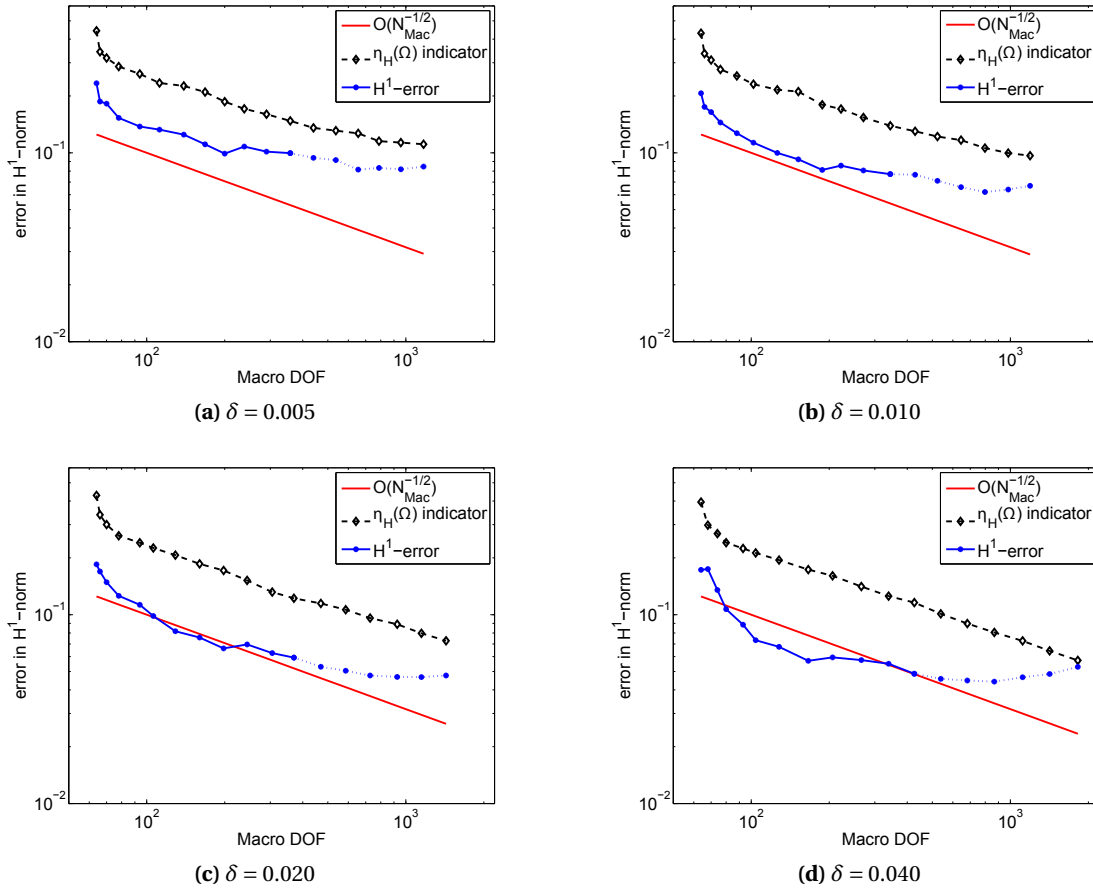 O(N_Mac^{-1/2})
η_H(Ω) indicator
H^1−error
10^{-1}
10^{-2}
error in H^1−norm
10^2
10^3
Macro DOF
(a) δ = 0.005
O(N_Mac^{-1/2})
η_H(Ω) indicator
H^1−error
10^{-1}
10^{-2}
error in H^1−norm
10^2
10^3
Macro DOF
(b) δ = 0.010
O(N_Mac^{-1/2})
η_H(Ω) indicator
H^1−error
10^{-1}
10^{-2}
error in H^1−norm
10^2
10^3
Macro DOF
(c) δ = 0.020
O(N_Mac^{-1/2})
η_H(Ω) indicator
H^1−error
10^{-1}
10^{-2}
error in H^1−norm
10^2
10^3
Macro DOF
(d) δ = 0.040